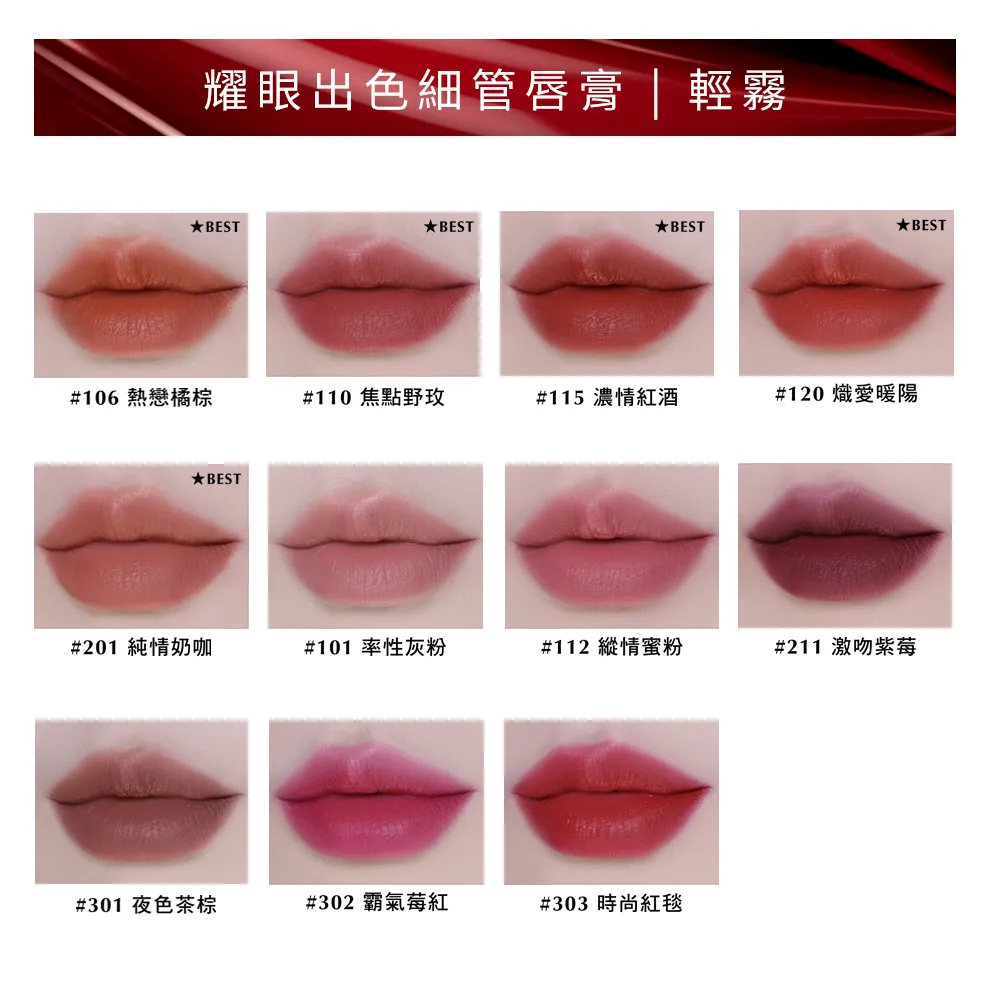 耀眼出色細管唇膏｜輕霧
★BEST
★BEST
★BEST
★BEST
#106 熱戀橘棕
#110 焦點野玫
#115 濃情紅酒
#120 熾愛暖陽
★BEST
#201 純情奶咖
#101 率性灰粉
#112 縱情蜜粉
#211 激吻紫莓
#301 夜色茶棕
#302 霸氣莓紅
#303 時尚紅毯